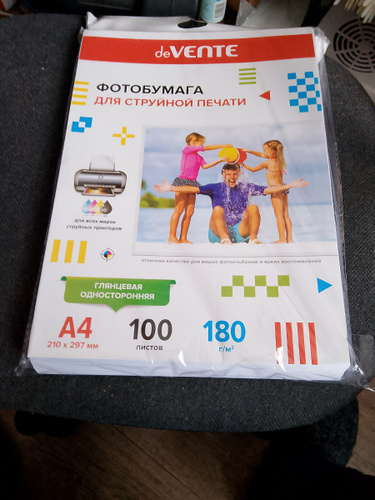 deVENTE
ФОТОБУМАГА
ДЛЯ СТРУЙНОЙ ПЕЧАТИ
для всех марок
струйных принтеров
отличное качество для ваших фотоальбомов и ярких воспоминаний
ГЛЯНЦЕВАЯ
ОДНОСТОРОННЯЯ
A4 100 180
210 x 297 мм листов г/м²